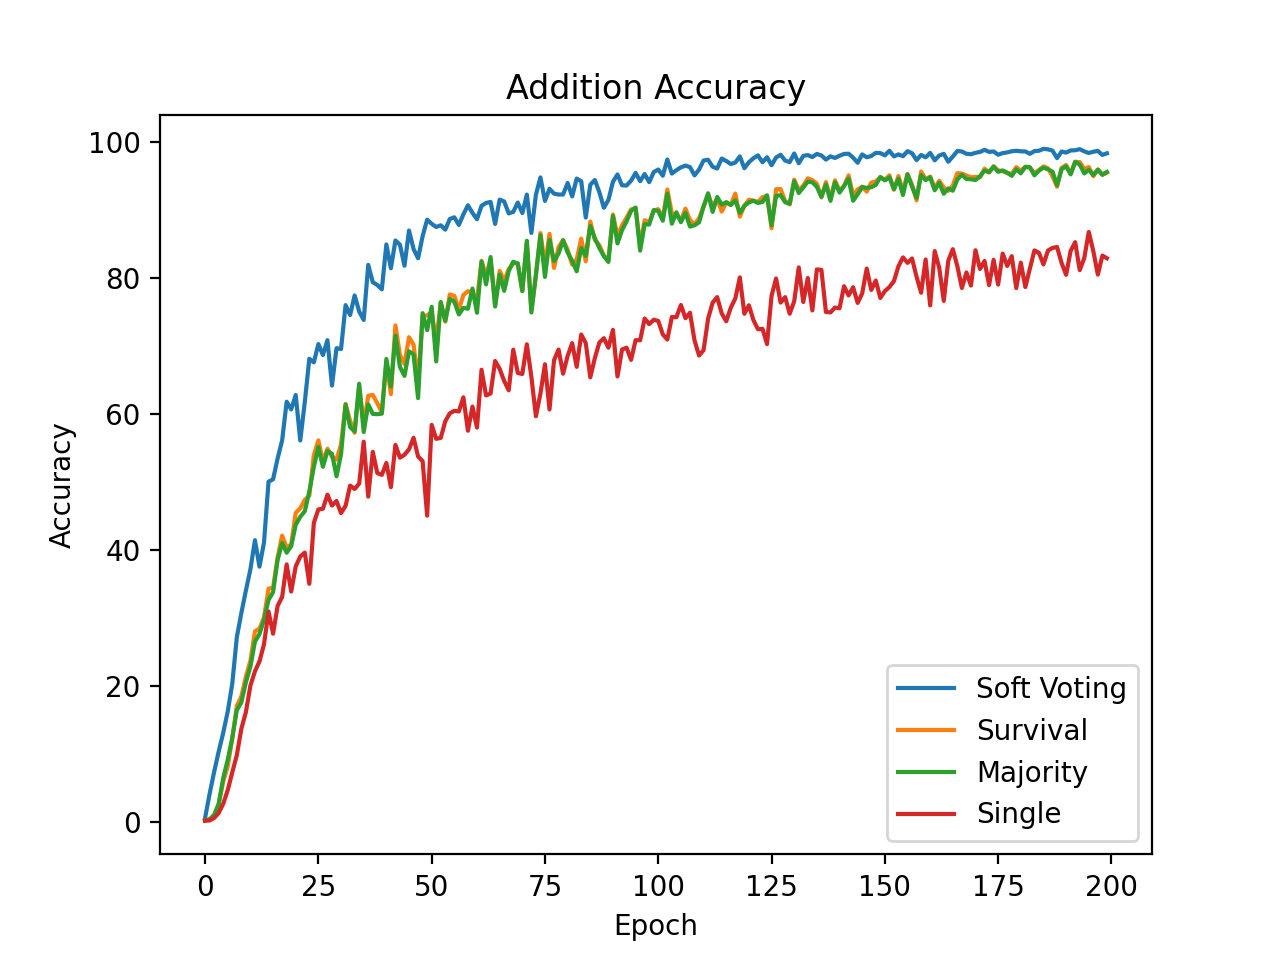 Addition Accuracy
100
80
60
40
20
0
Accuracy
0 25 50 75 100 125 150 175 200
Epoch
Soft Voting
Survival
Majority
Single